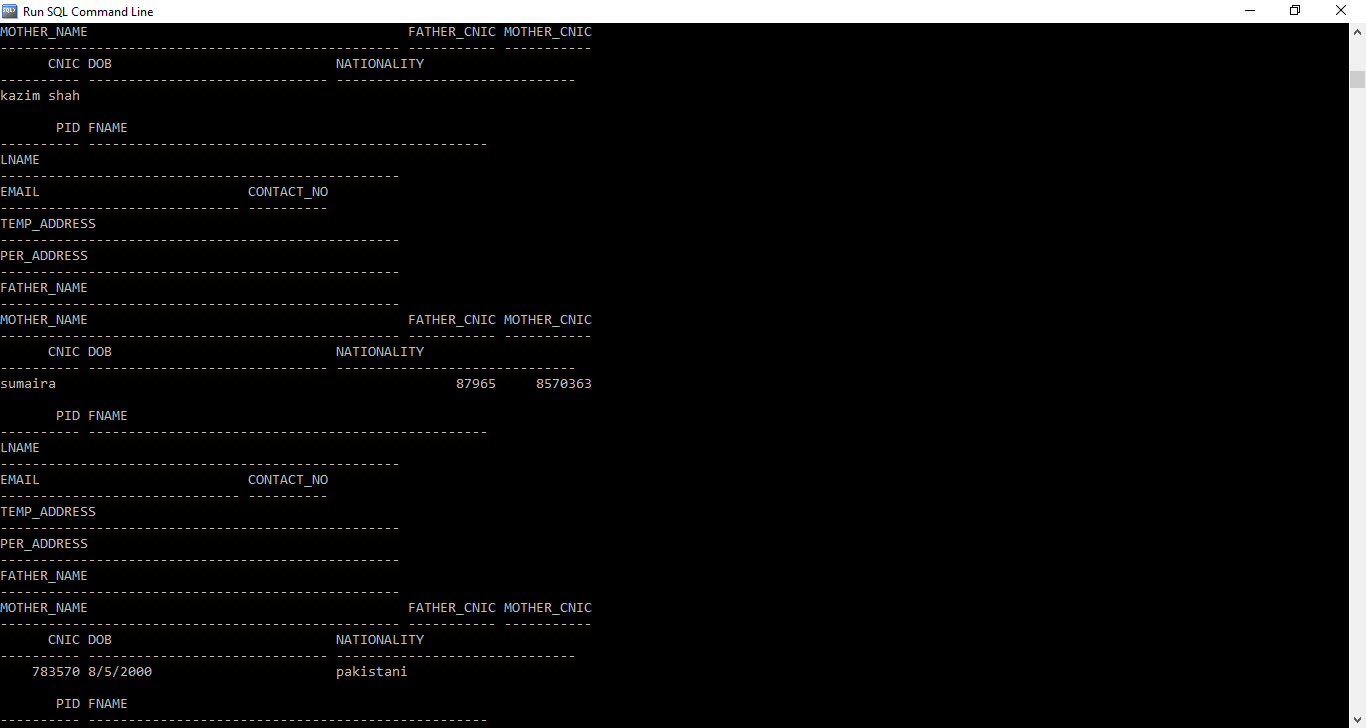 Run SQL Command Line
MOTHER_NAME                                        FATHER_CNIC MOTHER_CNIC
-------------------------------------------------- ----------- -----------
      CNIC DOB                            NATIONALITY
---------- ------------------------------ ------------------------------
kazim shah

       PID FNAME
---------- --------------------------------------------------
LNAME
--------------------------------------------------
EMAIL                          CONTACT_NO
------------------------------ ----------
TEMP_ADDRESS
--------------------------------------------------
PER_ADDRESS
--------------------------------------------------
FATHER_NAME
--------------------------------------------------
MOTHER_NAME                                        FATHER_CNIC MOTHER_CNIC
-------------------------------------------------- ----------- -----------
      CNIC DOB                            NATIONALITY
---------- ------------------------------ ------------------------------
sumaira                                                  87965     8570363

       PID FNAME
---------- --------------------------------------------------
LNAME
--------------------------------------------------
EMAIL                          CONTACT_NO
------------------------------ ----------
TEMP_ADDRESS
--------------------------------------------------
PER_ADDRESS
--------------------------------------------------
FATHER_NAME
--------------------------------------------------
MOTHER_NAME                                        FATHER_CNIC MOTHER_CNIC
-------------------------------------------------- ----------- -----------
      CNIC DOB                            NATIONALITY
---------- ------------------------------ ------------------------------
    783570 8/5/2000                       pakistani

       PID FNAME
---------- --------------------------------------------------